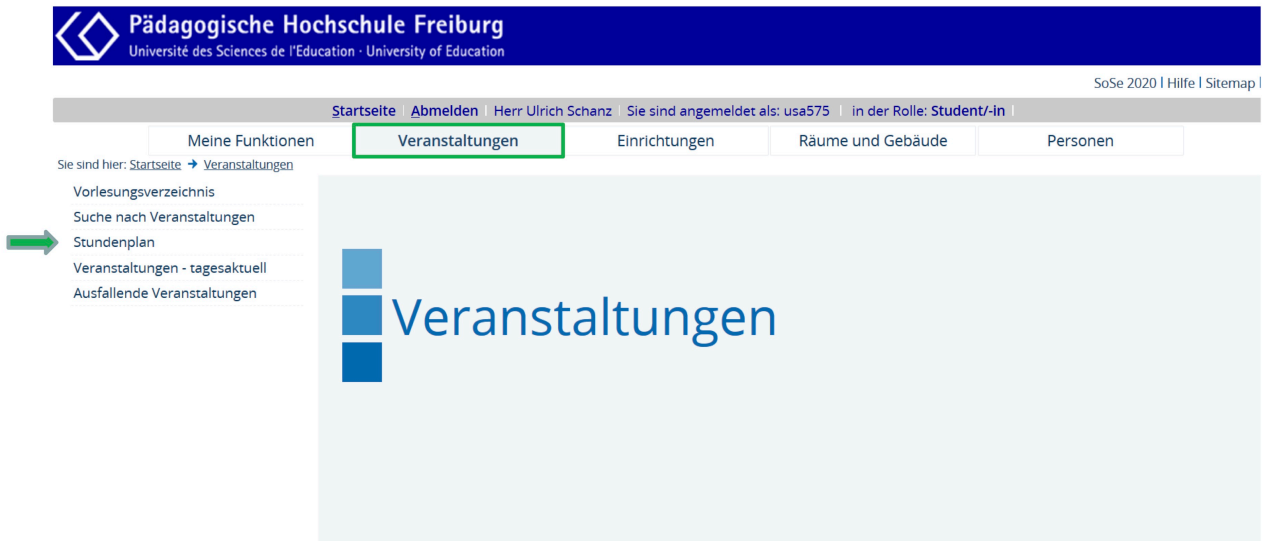 Pädagogische Hochschule Freiburg
Université des Sciences de l'Education · University of Education
SoSe 2020 | Hilfe | Sitemap |
Startseite | Abmelden | Herr Ulrich Schanz | Sie sind angemeldet als: usa575 | in der Rolle: Student/-in |
Meine Funktionen Veranstaltungen Einrichtungen Räume und Gebäude Personen
Sie sind hier: Startseite → Veranstaltungen
Vorlesungsverzeichnis
Suche nach Veranstaltungen
Stundenplan
Veranstaltungen - tagesaktuell
Ausfallende Veranstaltungen
Veranstaltungen